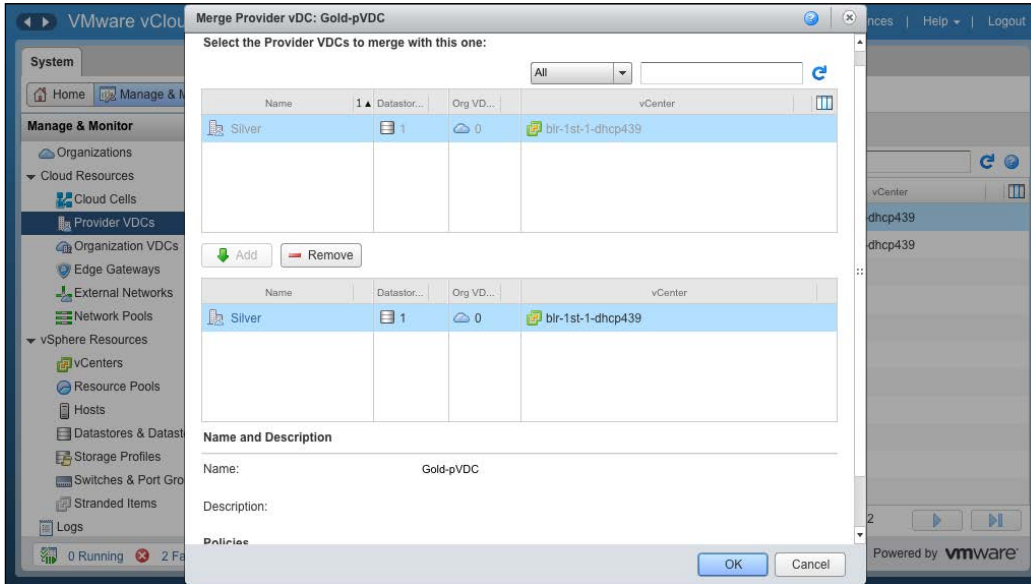 VMware vClou
nces | Help | Logout
Merge Provider vDC: Gold-pVDC
Select the Provider VDCs to merge with this one:
System
All
Home Manage & M
Name 1 Datastor... Org VD... vCenter
Manage & Monitor
Silver 1 0 blr-1st-1-dhcp439
Organizations
Cloud Resources
Cloud Cells
vCenter
Provider VDCs
dhcp439
Organization VDCs
Add Remove
dhcp439
Edge Gateways
External Networks
Name Datastor... Org VD... vCenter
Network Pools
Silver 1 0 blr-1st-1-dhcp439
vSphere Resources
vCenters
Resource Pools
Hosts
Datastores & Datast
Name and Description
Storage Profiles
Name: Gold-pVDC
Switches & Port Gro
Stranded Items
Description:
Logs
2
Policies
0 Running 2 Fa
OK Cancel
Powered by vmware